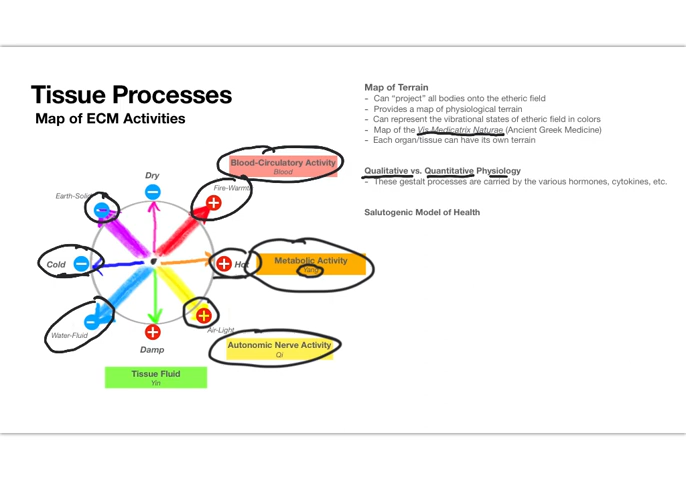 Tissue Processes
Map of ECM Activities
Blood-Circulatory Activity
Blood
Dry
Fire-Warmth
Earth-Solid
Cold
Hot
Metabolic Activity
Yang
Water-Fluid
Air-Light
Damp
Autonomic Nerve Activity
Qi
Tissue Fluid
Yin
Map of Terrain
- Can “project” all bodies onto the etheric field
- Provides a map of physiological terrain
- Can represent the vibrational states of etheric field in colors
- Map of the Vis Medicatrix Naturae (Ancient Greek Medicine)
- Each organ/tissue can have its own terrain
Qualitative vs. Quantitative Physiology
- These gestalt processes are carried by the various hormones, cytokines, etc.
Salutogenic Model of Health